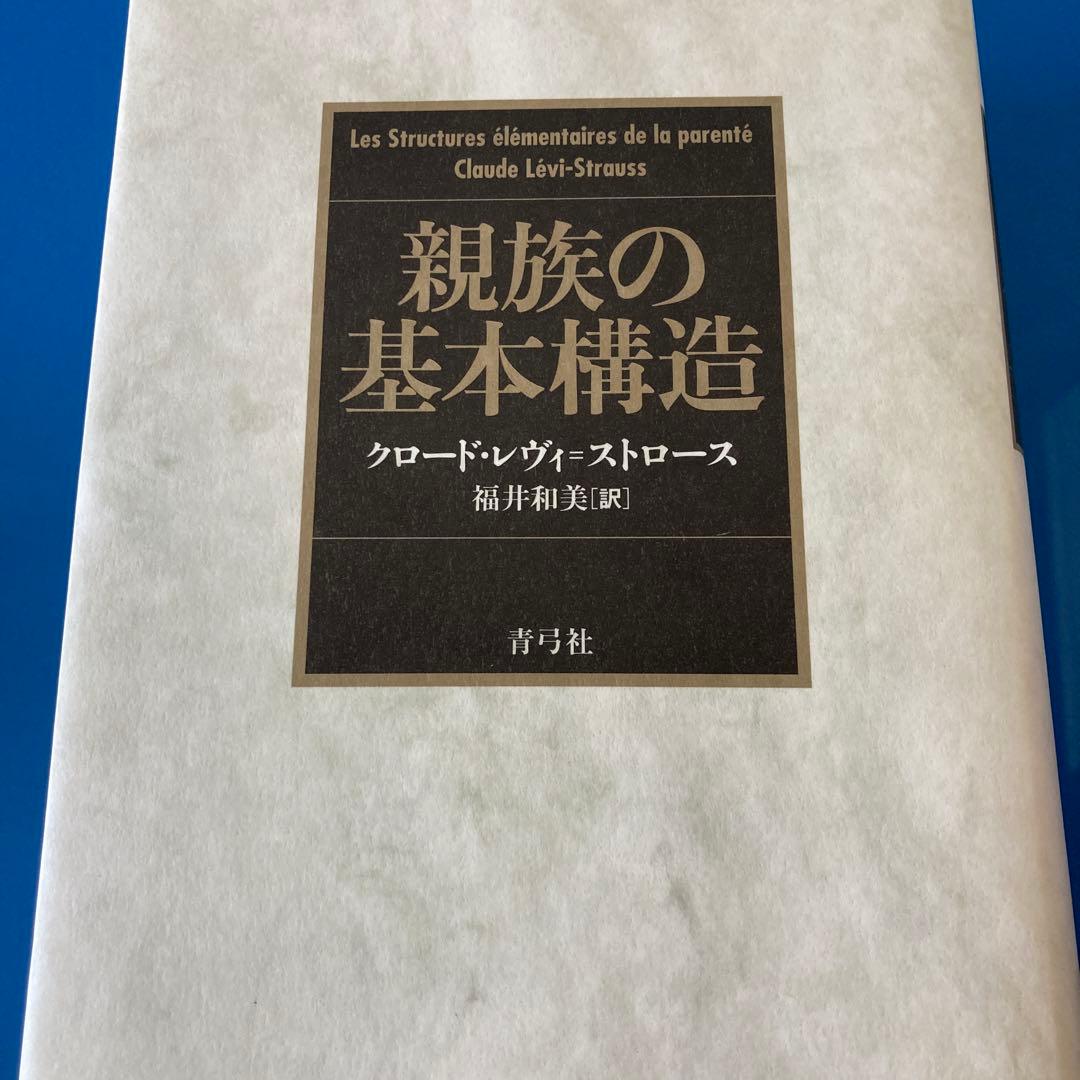 Les Structures élémentaires de la parenté
Claude Lévi-Strauss
親族の
基本構造
クロード・レヴィ=ストロース
福井和美[訳]
青弓社